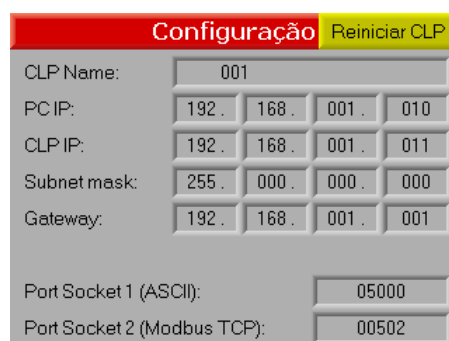 Configuração Reiniciar CLP
CLP Name: 001
PC IP: 192. 168. 001. 010
CLP IP: 192. 168. 001. 011
Subnet mask: 255. 000. 000. 000
Gateway: 192. 168. 001. 001
Port Socket 1 (ASCII): 05000
Port Socket 2 (Modbus TCP): 00502